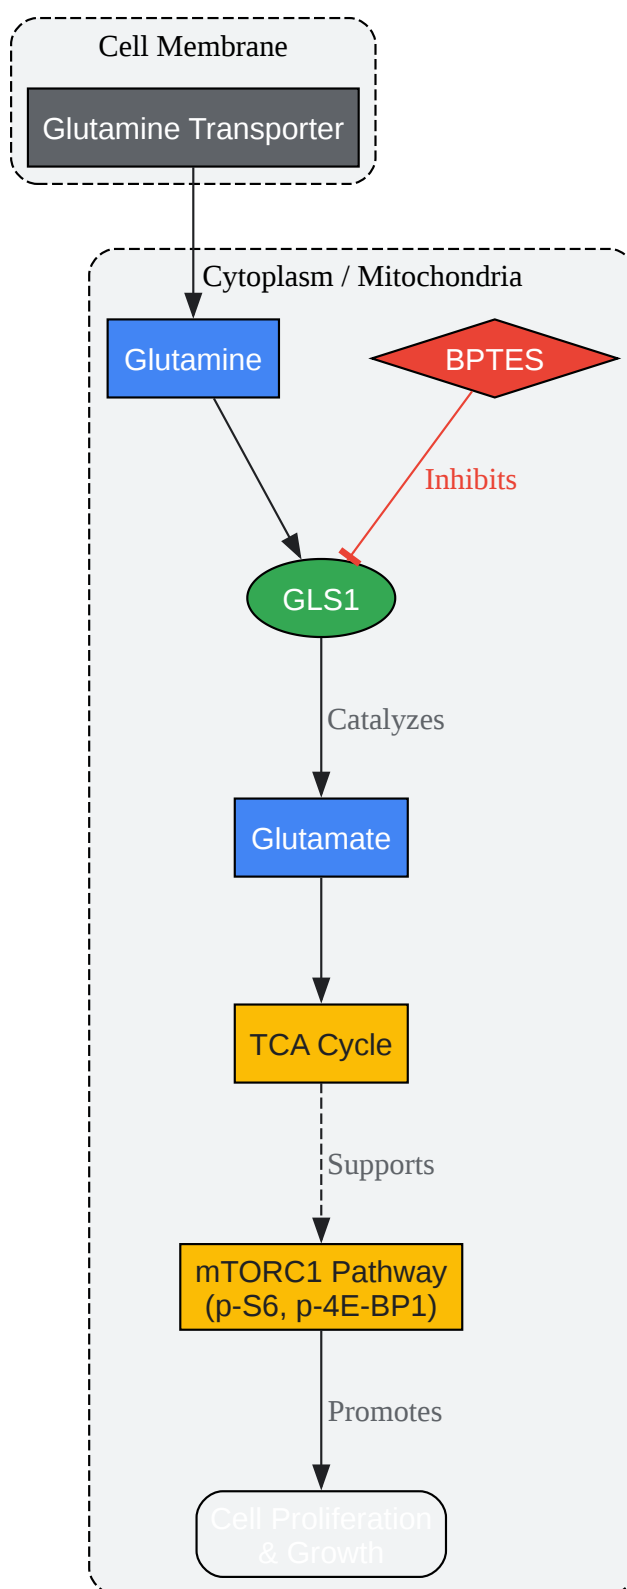 Cell Membrane
Glutamine Transporter
Cytoplasm / Mitochondria
Glutamine
BPTES
Inhibits
GLS1
Catalyzes
Glutamate
TCA Cycle
Supports
mTORC1 Pathway
(p-S6, p-4E-BP1)
Promotes
Cell Proliferation
& Growth